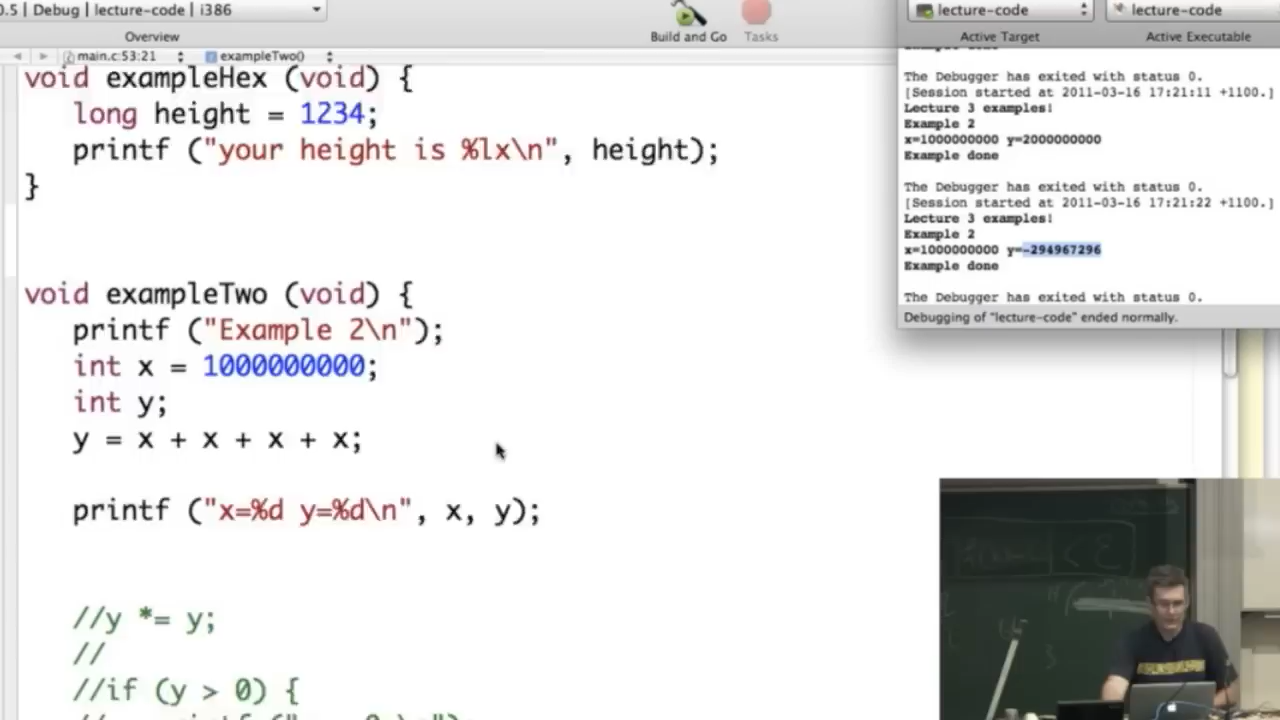 0.5 | Debug | lecture-code | i386
Overview
Build and Go
Tasks
main.c:53:21
exampleTwo()
void exampleHex (void) {
long height = 1234;
printf ("your height is %lx\n", height);
}
void exampleTwo (void) {
printf ("Example 2\n");
int x = 1000000000;
int y;
y = x + x + x + x;
printf ("x=%d y=%d\n", x, y);
//y *= y;
//
//if (y > 0) {
lecture-code
lecture-code
Active Target
Active Executable
Example done
The Debugger has exited with status 0.
[Session started at 2011-03-16 17:21:11 +1100.]
Lecture 3 examples!
Example 2
x=1000000000 y=2000000000
Example done
The Debugger has exited with status 0.
[Session started at 2011-03-16 17:21:22 +1100.]
Lecture 3 examples!
Example 2
x=1000000000 y=-294967296
Example done
The Debugger has exited with status 0.
Debugging of "lecture-code" ended normally.